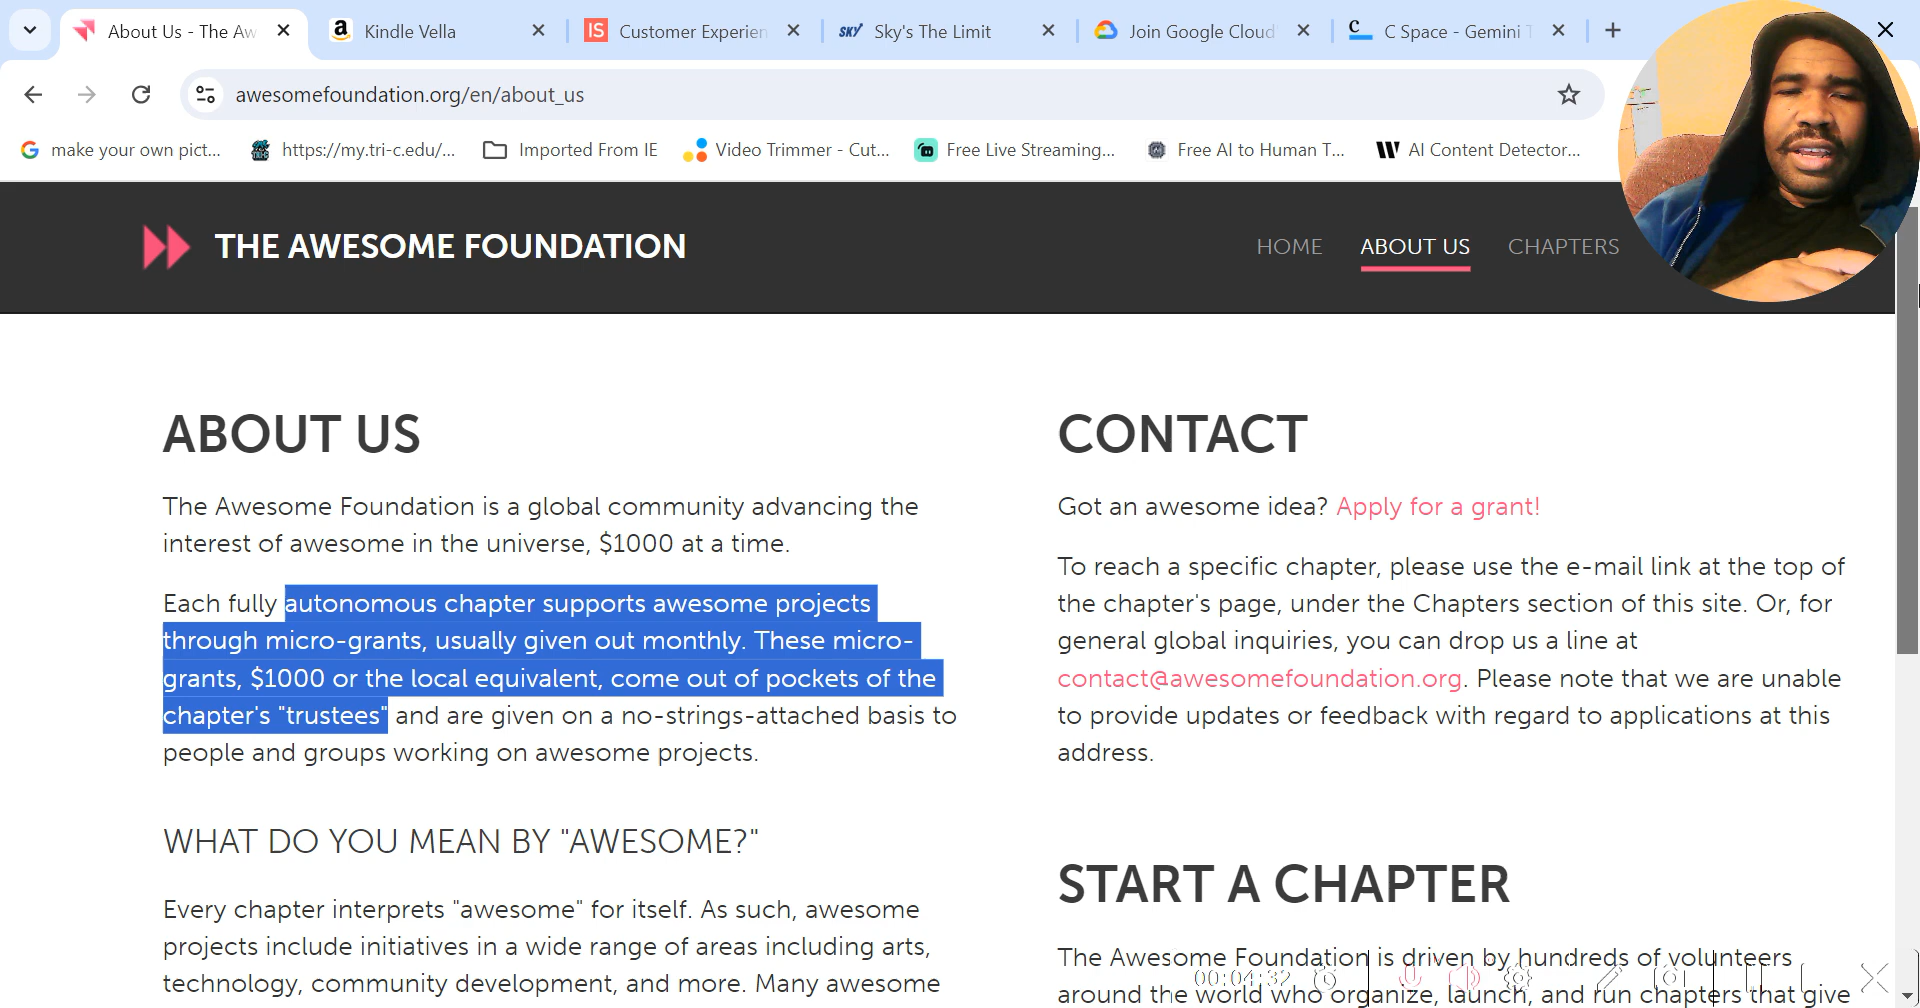 About Us - The Aw
Kindle Vella
IS
Customer Experien
SKY
Sky's The Limit
Join Google Cloud
C Space - Gemini T
awesomefoundation.org/en/about_us
make your own pict...
https://my.tri-c.edu/...
Imported From IE
Video Trimmer - Cut...
Free Live Streaming...
Free AI to Human T...
AI Content Detector...
THE AWESOME FOUNDATION
HOME
ABOUT US
CHAPTERS
ABOUT US
The Awesome Foundation is a global community advancing the
interest of awesome in the universe, $1000 at a time.
Each fully autonomous chapter supports awesome projects
through micro-grants, usually given out monthly. These micro-
grants, $1000 or the local equivalent, come out of pockets of the
chapter's "trustees" and are given on a no-strings-attached basis to
people and groups working on awesome projects.
WHAT DO YOU MEAN BY "AWESOME?"
Every chapter interprets "awesome" for itself. As such, awesome
projects include initiatives in a wide range of areas including arts,
technology, community development, and more. Many awesome
CONTACT
Got an awesome idea? Apply for a grant!
To reach a specific chapter, please use the e-mail link at the top of
the chapter's page, under the Chapters section of this site. Or, for
general global inquiries, you can drop us a line at
contact@awesomefoundation.org. Please note that we are unable
to provide updates or feedback with regard to applications at this
address.
START A CHAPTER
The Awesome Foundation is driven by hundreds of volunteers
around the world who organize, launch, and run chapters that give
00:04:32